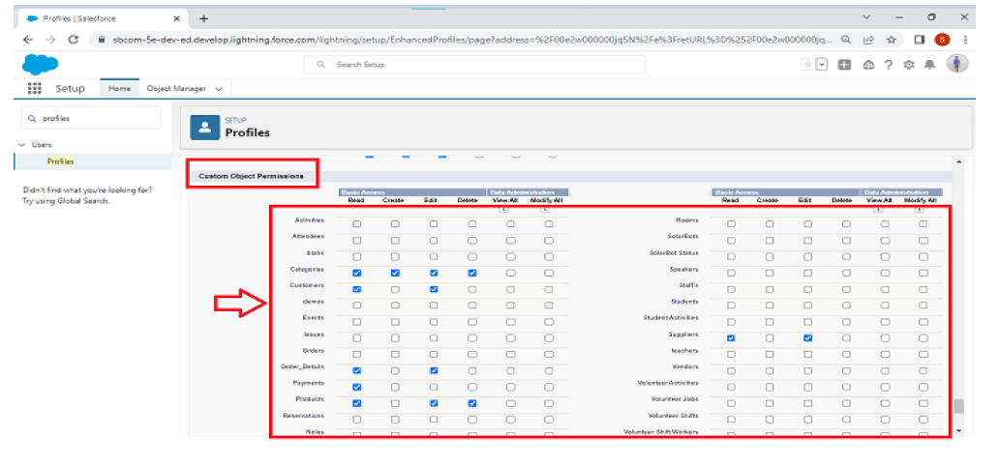 Profiles | Salesforce
sbcom-5e-dev-ed.develop.lightning.force.com/lightning/setup/EnhancedProfiles/page?address=%2F00e2w000000jq5N%2Fe%3FretURL%3D%252F00e2w000000jq...
S
Search Setup
Setup Home Object Manager
profiles
SETUP
Profiles
Users
Profiles
Didn't find what you're looking for?
Try using Global Search.
Custom Object Permissions
Basic Access Data Administration Basic Access Data Administration
Read Create Edit Delete View All Modify All Read Create Edit Delete View All Modify All
Activities Rooms
Attendees SolarBots
blahs SolarBot Status
Categories Speakers
Customers Staffs
demos Students
Events Student Activities
leaves Suppliers
Orders teachers
Order_Details Vendors
Payments Volunteer Activities
Products Volunteer Jobs
Reservations Volunteer Shifts
Roles Volunteer Shift Workers